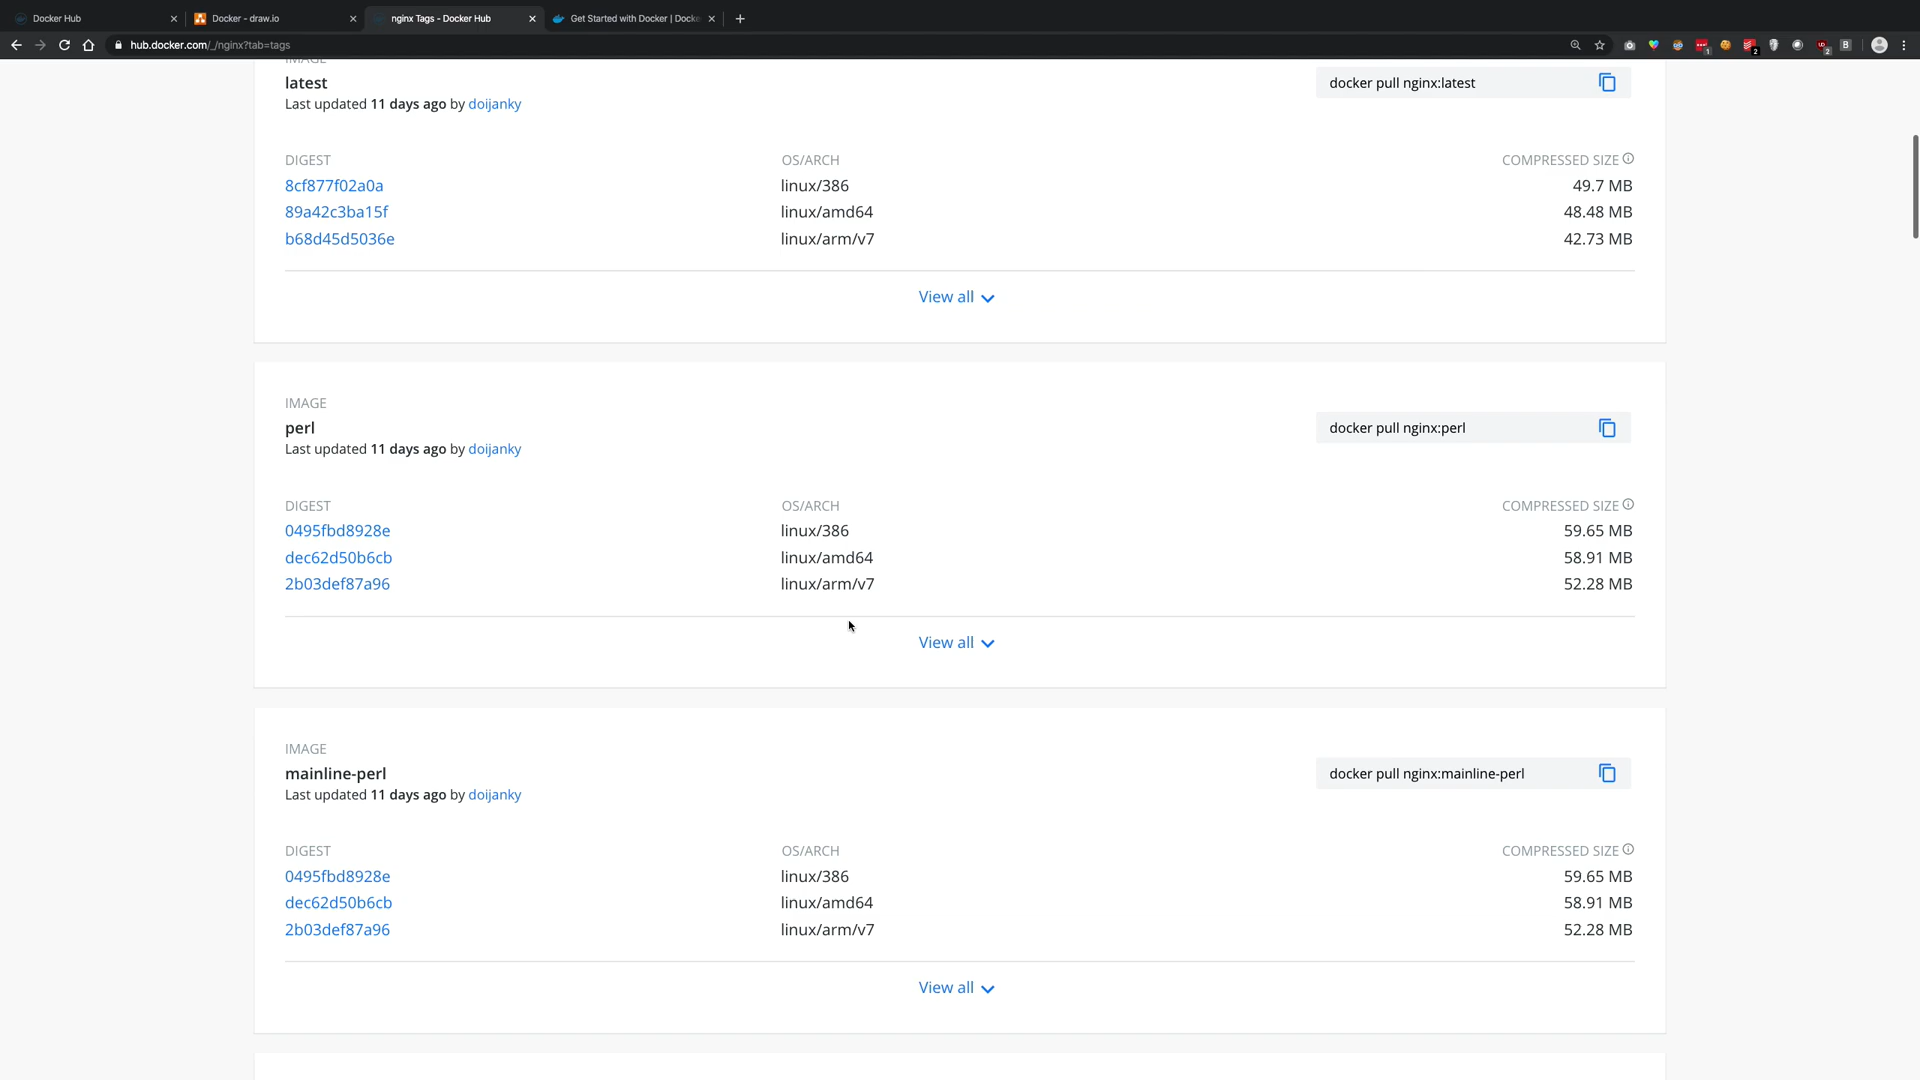 Docker Hub
Docker - draw.io
nginx Tags - Docker Hub
Get Started with Docker | Docke
hub.docker.com/_/nginx?tab=tags
IMAGE
latest
docker pull nginx:latest
Last updated 11 days ago by doijanky
DIGEST OS/ARCH COMPRESSED SIZE
8cf877f02a0a linux/386 49.7 MB
89a42c3ba15f linux/amd64 48.48 MB
b68d45d5036e linux/arm/v7 42.73 MB
View all
IMAGE
perl
docker pull nginx:perl
Last updated 11 days ago by doijanky
DIGEST OS/ARCH COMPRESSED SIZE
0495fbd8928e linux/386 59.65 MB
dec62d50b6cb linux/amd64 58.91 MB
2b03def87a96 linux/arm/v7 52.28 MB
View all
IMAGE
mainline-perl
docker pull nginx:mainline-perl
Last updated 11 days ago by doijanky
DIGEST OS/ARCH COMPRESSED SIZE
0495fbd8928e linux/386 59.65 MB
dec62d50b6cb linux/amd64 58.91 MB
2b03def87a96 linux/arm/v7 52.28 MB
View all